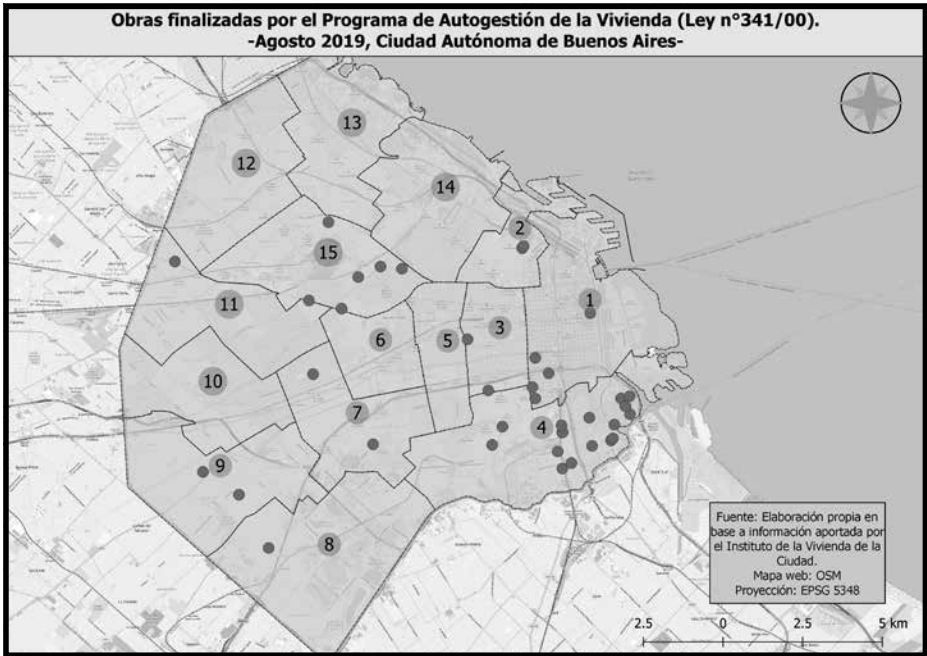 Obras finalizadas por el Programa de Autogestión de la Vivienda (Ley n°341/00).
-Agosto 2019, Ciudad Autónoma de Buenos Aires-
13
12
14
2
15
11
1
3
6
5
10
7
4
9
8
Fuente: Elaboración propia en
base a información aportada por
el Instituto de la Vivienda de la
Ciudad.
Mapa web: OSM
Proyección: EPSG 5348
2.5 0 2.5 5 km